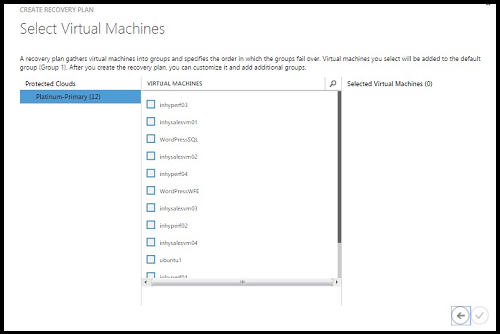 CREATE RECOVERY PLAN
Select Virtual Machines
A recovery plan gathers virtual machines into groups and specifies the order in which the groups fail over. Virtual machines you select will be added to the default
group (Group 1). After you create the recovery plan, you can customize it and add additional groups.
Protected Clouds
Platinum-Primary (12)
VIRTUAL MACHINES
inhyperf03
inhysalesvm01
WordPressSQL
inhysalesvm02
inhyperf04
WordPressWFE
inhysalesvm03
inhyperf02
inhysalesvm04
ubuntu1
Selected Virtual Machines (0)